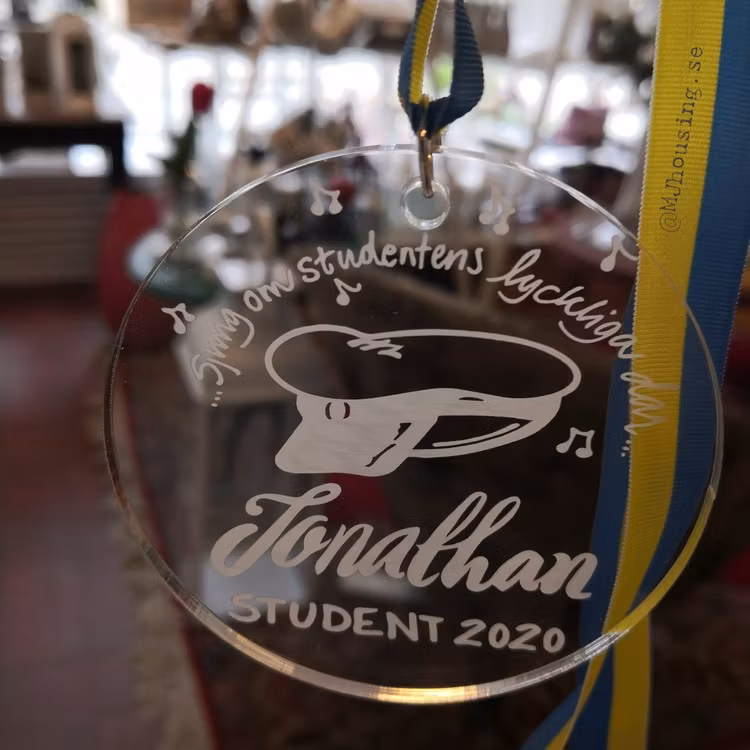 ...Sjung om studentens lyckliga dar...
Jonathan
STUDENT 2020
@MJhousing.se